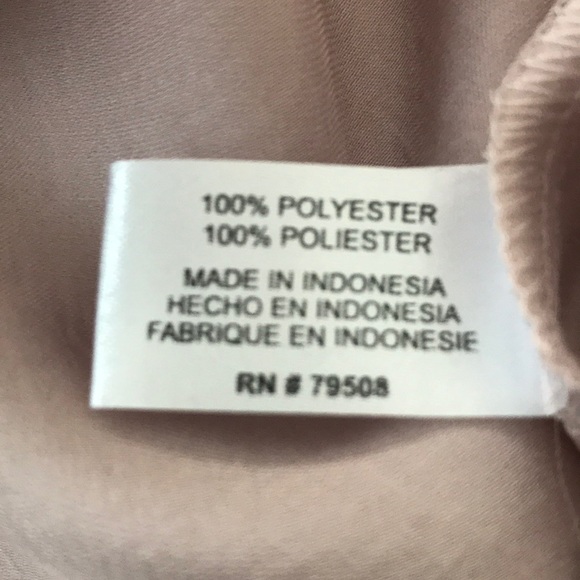 100% POLYESTER
100% POLIESTER
MADE IN INDONESIA
HECHO EN INDONESIA
FABRIQUE EN INDONESIE
RN # 79508